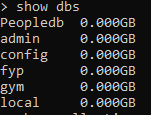 > show dbs
Peopledb 0.000GB
admin 0.000GB
config 0.000GB
fyp 0.000GB
gym 0.000GB
local 0.000GB